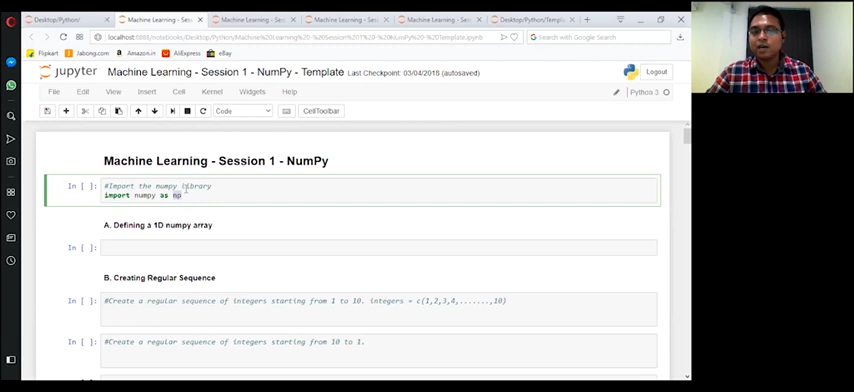 Desktop/Python/
Machine Learning - Sess
Machine Learning - Sessi
Machine Learning - Sessi
Machine Learning - Sessi
Desktop/Python/Templat
localhost:8888/notebooks/Desktop/Python/Machine%20Learning%20-%20Session%201%20-%20NumPy%20-%20Template.ipynb
Search with Google Search
Flipkart
Jabong.com
Amazon.in
AliExpress
eBay
jupyter
Machine Learning - Session 1 - NumPy - Template Last Checkpoint: 03/04/2018 (autosaved)
Logout
File Edit View Insert Cell Kernel Widgets Help
Python 3
Code
CellToolbar
Machine Learning - Session 1 - NumPy
In [ ]: #Import the numpy library
import numpy as np
A. Defining a 1D numpy array
In [ ]:
B. Creating Regular Sequence
In [ ]: #Create a regular sequence of integers starting from 1 to 10. integers = c(1,2,3,4,.......,10)
In [ ]: #Create a regular sequence of integers starting from 10 to 1.